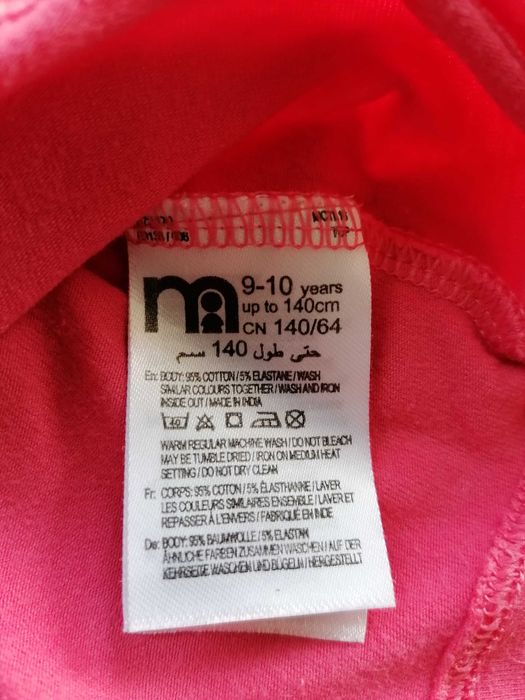 m
9-10 years
up to 140cm
CN 140/64
حتى طول 140 سم
En: BODY: 95% COTTON / 5% ELASTANE / WASH
SIMILAR COLOURS TOGETHER / WASH AND IRON
INSIDE OUT / MADE IN INDIA
40
WARM REGULAR MACHINE WASH / DO NOT BLEACH
MAY BE TUMBLE DRIED / IRON ON MEDIUM HEAT
SETTING / DO NOT DRY CLEAN
Fr: CORPS: 95% COTON / 5% ÉLASTHANNE / LAVER
LES COULEURS SIMILAIRES ENSEMBLE / LAVER ET
REPASSER À L'ENVERS / FABRIQUÉ EN INDE
De: BODY: 95% BAUMWOLLE / 5% ELASTAN
ÄHNLICHE FARBEN ZUSAMMEN WASCHEN / AUF DER
KEHRSEIDE WASCHEN UND BÜGELN / HERGESTELLT